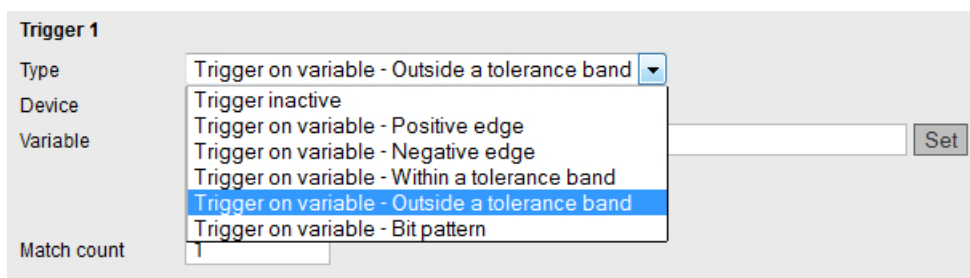 Trigger 1
Type Trigger on variable - Outside a tolerance band
Device Trigger inactive
Trigger on variable - Positive edge
Variable Trigger on variable - Negative edge Set
Trigger on variable - Within a tolerance band
Trigger on variable - Outside a tolerance band
Trigger on variable - Bit pattern
Match count 1